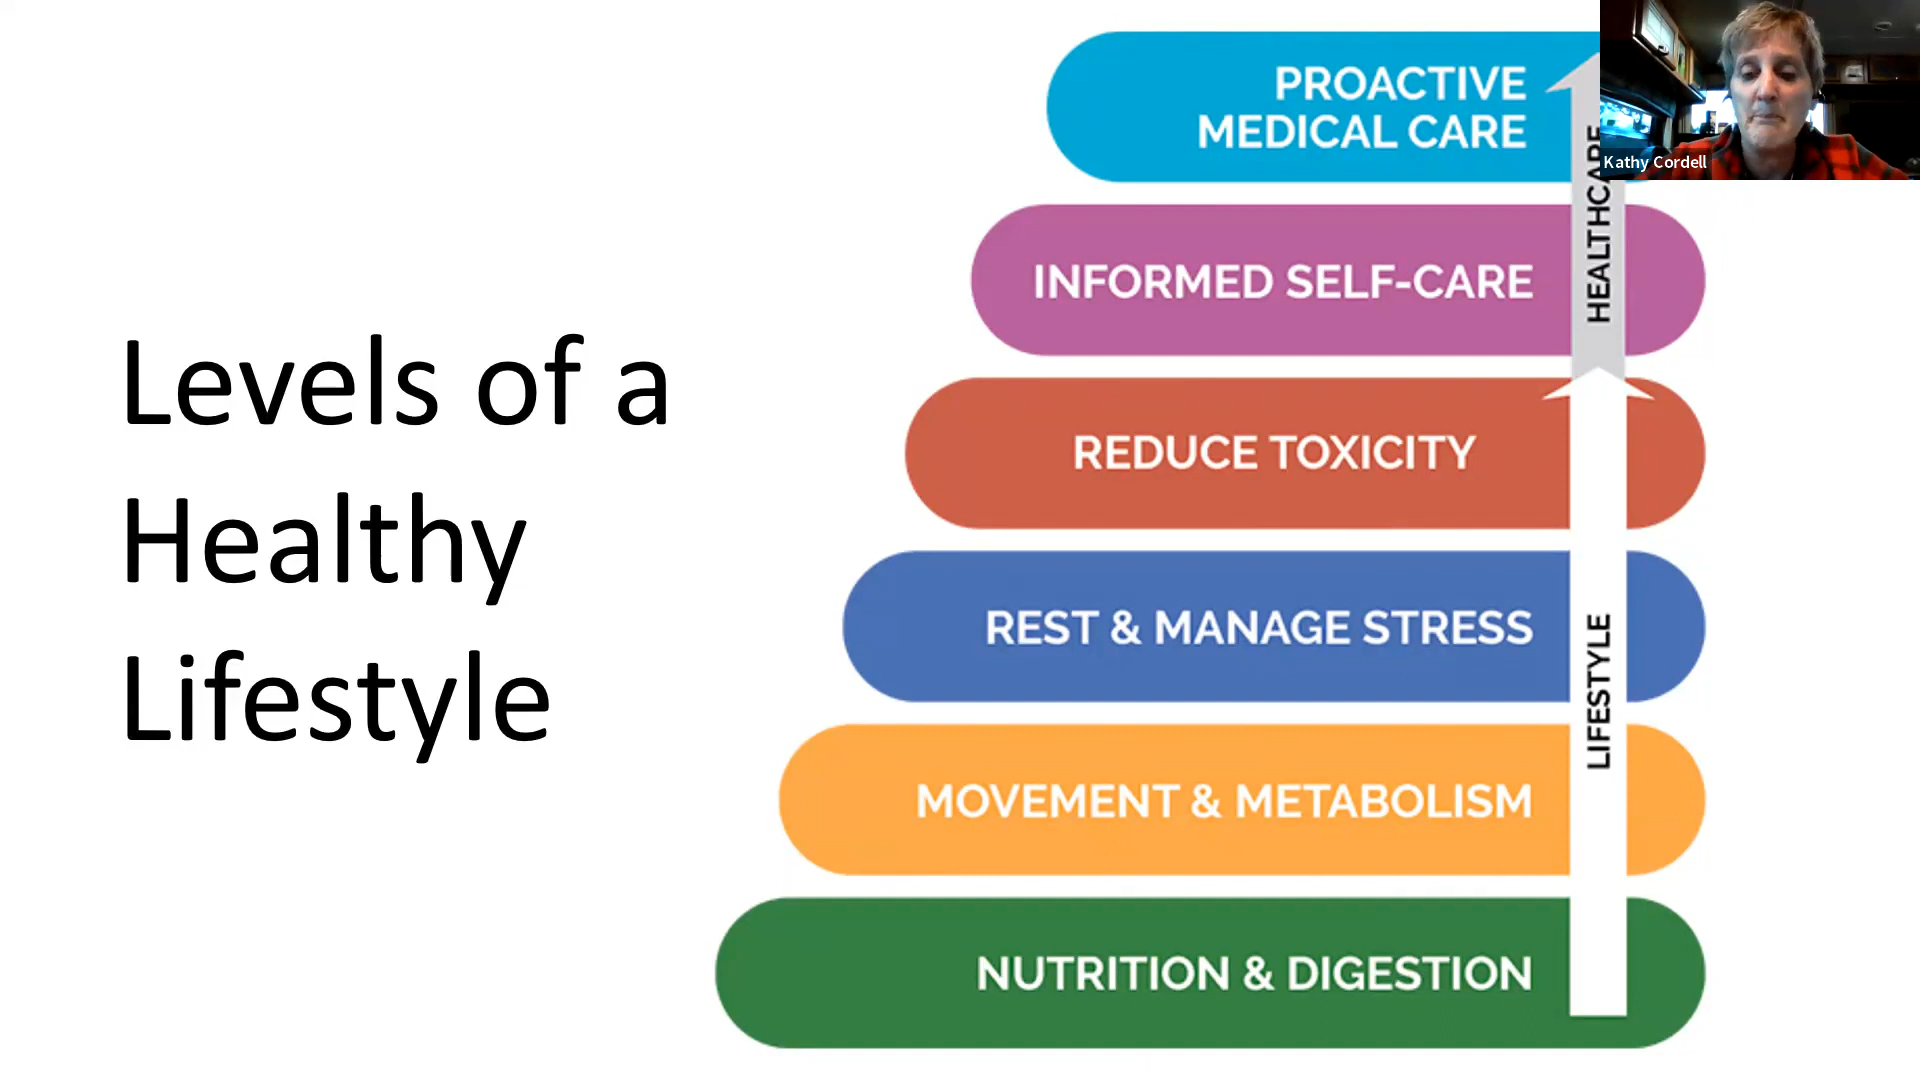 Levels of a
Healthy
Lifestyle
PROACTIVE
MEDICAL CARE
INFORMED SELF-CARE
REDUCE TOXICITY
REST & MANAGE STRESS
MOVEMENT & METABOLISM
NUTRITION & DIGESTION
HEALTHCARE
LIFESTYLE
Kathy Cordell